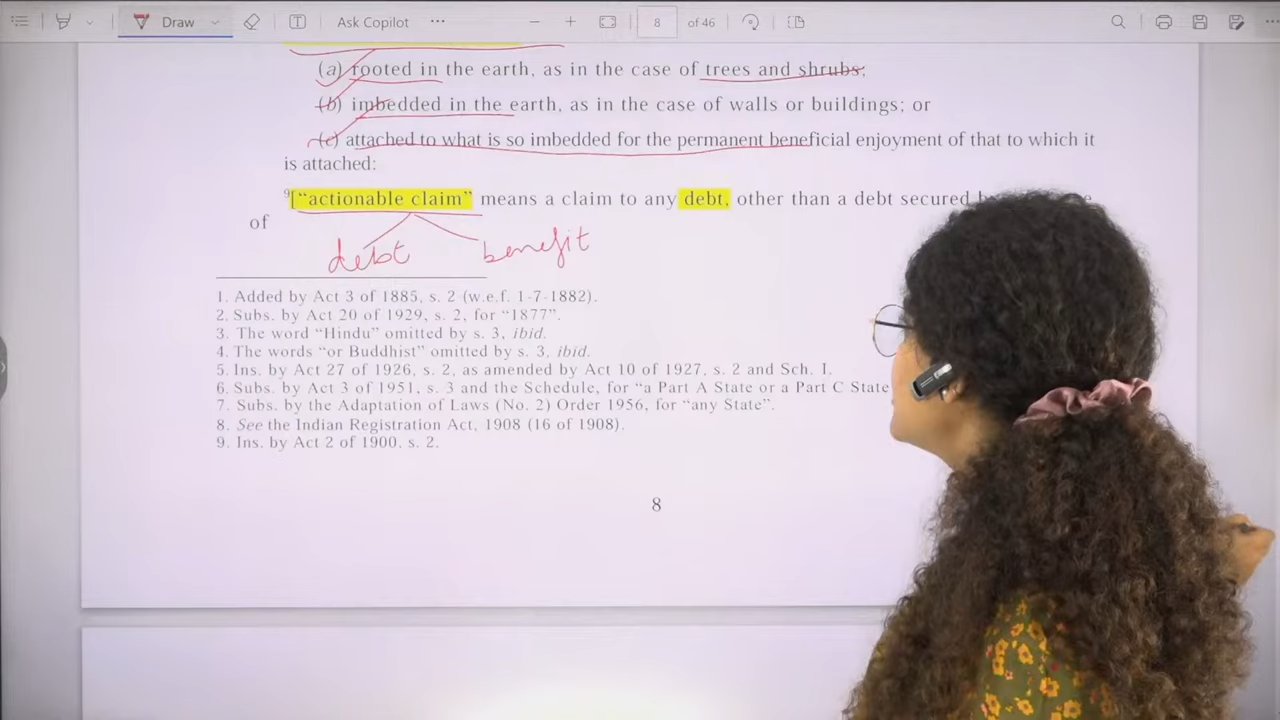 Draw
Ask Copilot
8 of 46
(a) rooted in the earth, as in the case of trees and shrubs;
(b) imbedded in the earth, as in the case of walls or buildings; or
(c) attached to what is so imbedded for the permanent beneficial enjoyment of that to which it
is attached:
9[“actionable claim” means a claim to any debt, other than a debt secured
of
debt benefit
1. Added by Act 3 of 1885, s. 2 (w.e.f. 1-7-1882).
2. Subs. by Act 20 of 1929, s. 2, for “1877”.
3. The word “Hindu” omitted by s. 3, ibid.
4. The words “or Buddhist” omitted by s. 3, ibid.
5. Ins. by Act 27 of 1926, s. 2, as amended by Act 10 of 1927, s. 2 and Sch. I.
6. Subs. by Act 3 of 1951, s. 3 and the Schedule, for “a Part A State or a Part C State
7. Subs. by the Adaptation of Laws (No. 2) Order 1956, for “any State”.
8. See the Indian Registration Act, 1908 (16 of 1908).
9. Ins. by Act 2 of 1900, s. 2.
8